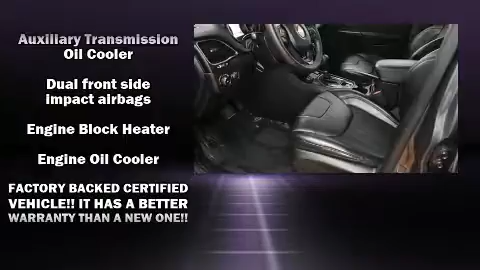 Auxiliary Transmission
Oil Cooler
Dual front side
impact airbags
Engine Block Heater
Engine Oil Cooler
FACTORY BACKED CERTIFIED
VEHICLE!! IT HAS A BETTER
WARRANTY THAN A NEW ONE!!